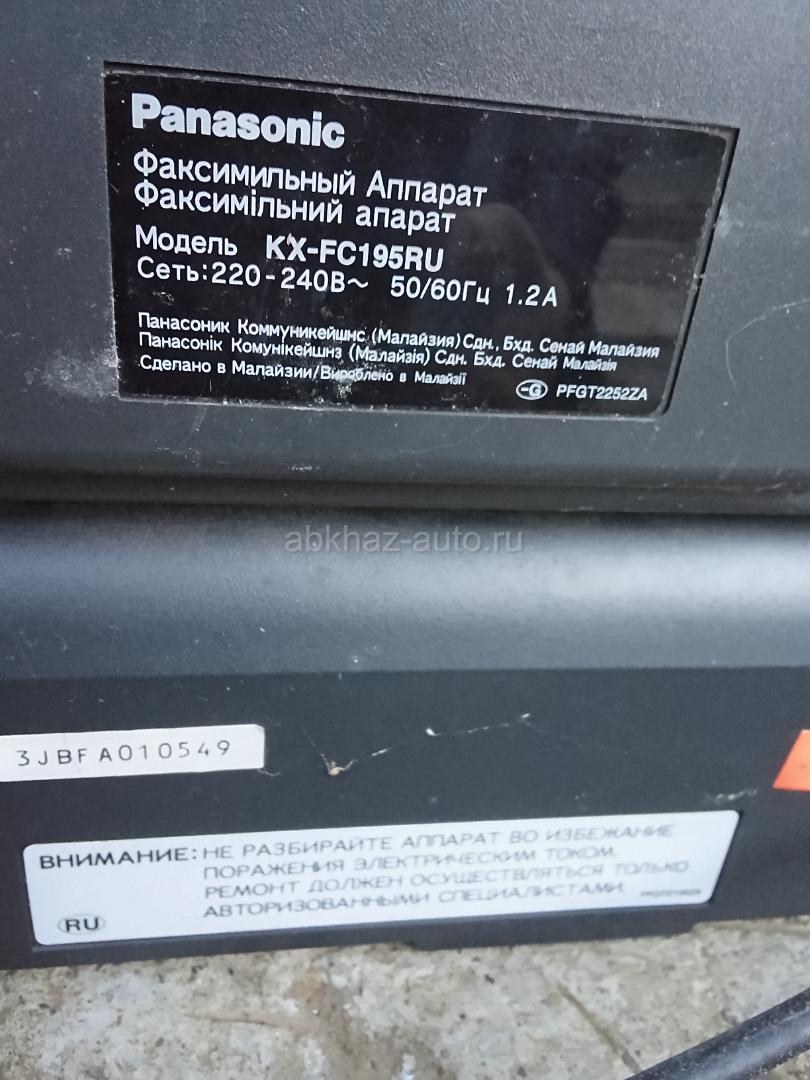 Panasonic
Факсимильный Аппарат
Факсимільний апарат
Модель KX-FC195RU
Сеть:220-240В~ 50/60Гц 1.2А
Панасоник Коммуникейшнс (Малайзия) Сдн., Бхд. Сенай Малайзия
Панасонік Комунікейшнз (Малайзія) Сдн. Бхд. Сенай Малайзія
Сделано в Малайзии/Вироблено в Малайзії
-G PFGT2252ZA
abkhaz-auto.ru
3JBFA010549
ВНИМАНИЕ: НЕ РАЗБИРАЙТЕ АППАРАТ ВО ИЗБЕЖАНИЕ
ПОРАЖЕНИЯ ЭЛЕКТРИЧЕСКИМ ТОКОМ.
РЕМОНТ ДОЛЖЕН ОСУЩЕСТВЛЯТЬСЯ ТОЛЬКО
АВТОРИЗОВАННЫМИ СПЕЦИАЛИСТАМИ.
RU